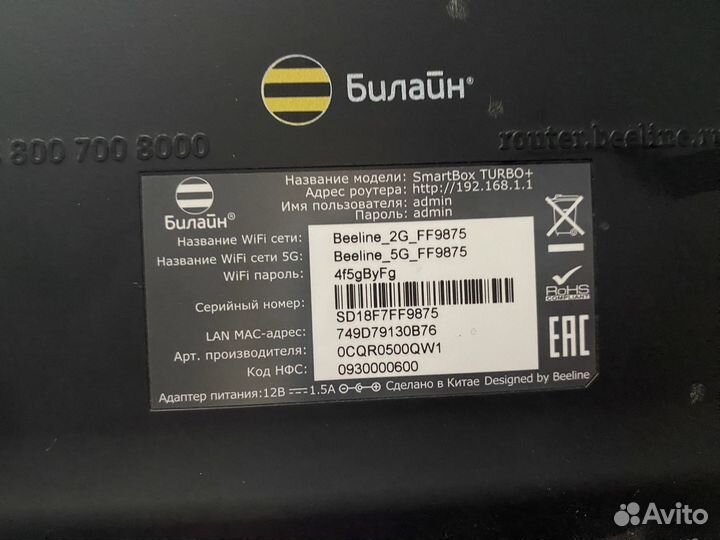 Билайн®
800 700 8000
router.beeline.r
Билайн®
Название модели: SmartBox TURBO+
Адрес роутера: http://192.168.1.1
Имя пользователя: admin
Пароль: admin
Название WiFi сети: Beeline_2G_FF9875
Название WiFi сети 5G: Beeline_5G_FF9875
WiFi пароль: 4f5gByFg
Серийный номер: SD18F7FF9875
LAN MAC-адрес: 749D79130B76
Арт. производителя: 0CQR0500QW1
Код НФС: 0930000600
Адаптер питания:12В 1.5А Сделано в Китае Designed by Beeline
RoHS
COMPLIANT
EAC
Avito